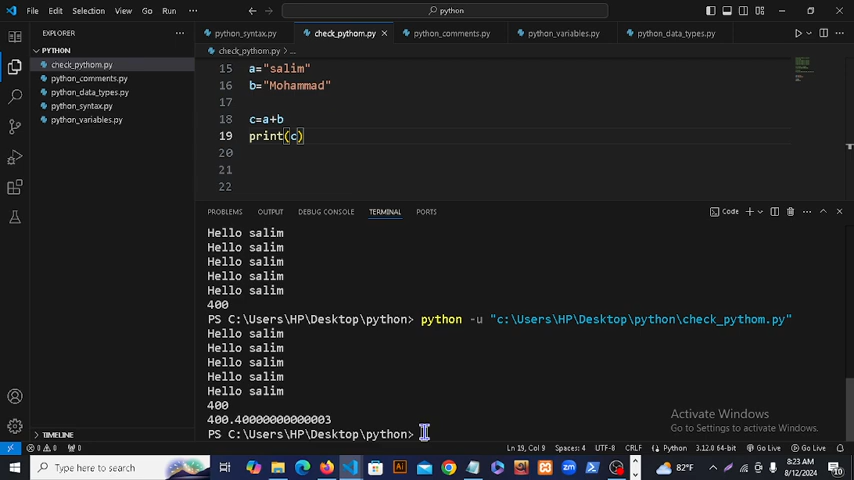 File Edit Selection View Go Run ··· python
EXPLORER ···
PYTHON
check_pythom.py
python_comments.py
python_data_types.py
python_syntax.py
python_variables.py
TIMELINE
python_syntax.py check_pythom.py python_comments.py python_variables.py python_data_types.py
check_pythom.py > ...
15 a="salim"
16 b="Mohammad"
17
18 c=a+b
19 print(c)
20
21
22
PROBLEMS OUTPUT DEBUG CONSOLE TERMINAL PORTS Code
Hello salim
Hello salim
Hello salim
Hello salim
Hello salim
400
PS C:\Users\HP\Desktop\python> python -u "c:\Users\HP\Desktop\python\check_pythom.py"
Hello salim
Hello salim
Hello salim
Hello salim
Hello salim
400
400.40000000000003
PS C:\Users\HP\Desktop\python>
Activate Windows
Go to Settings to activate Windows.
0 0 0 Ln 19, Col 9 Spaces: 4 UTF-8 CRLF Python 3.12.0 64-bit Go Live Go Live
Type here to search 82°F 8:23 AM
8/12/2024